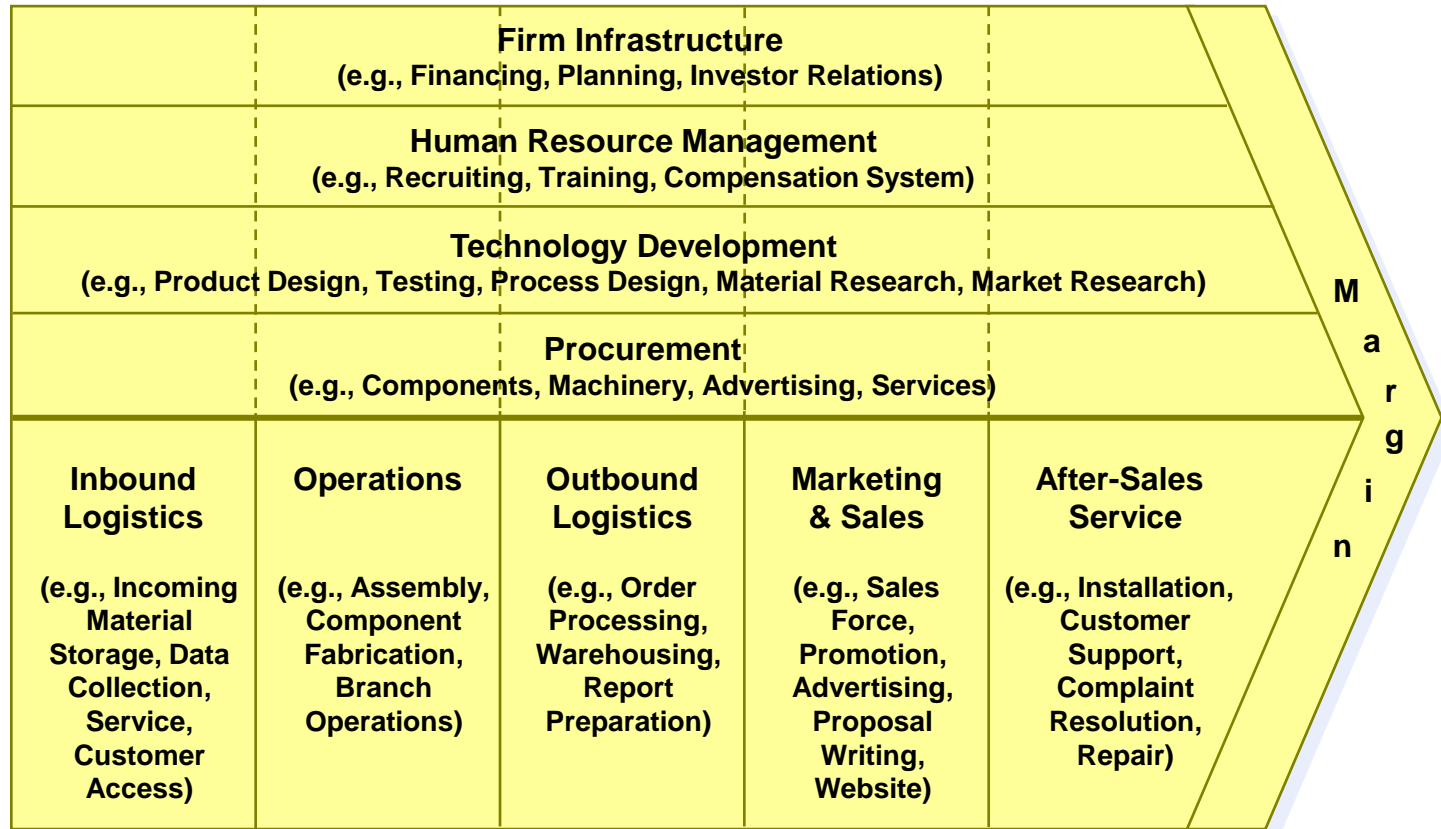 Firm Infrastructure
(e.g., Financing, Planning, Investor Relations)
Human Resource Management
(e.g., Recruiting, Training, Compensation System)
Technology Development
(e.g., Product Design, Testing, Process Design, Material Research, Market Research)
Procurement
(e.g., Components, Machinery, Advertising, Services)
Inbound
Logistics
(e.g., Incoming
Material
Storage, Data
Collection,
Service,
Customer
Access)
Operations
(e.g., Assembly,
Component
Fabrication,
Branch
Operations)
Outbound
Logistics
(e.g., Order
Processing,
Warehousing,
Report
Preparation)
Marketing
& Sales
(e.g., Sales
Force,
Promotion,
Advertising,
Proposal
Writing,
Website)
After-Sales
Service
(e.g., Installation,
Customer
Support,
Complaint
Resolution,
Repair)
Margin